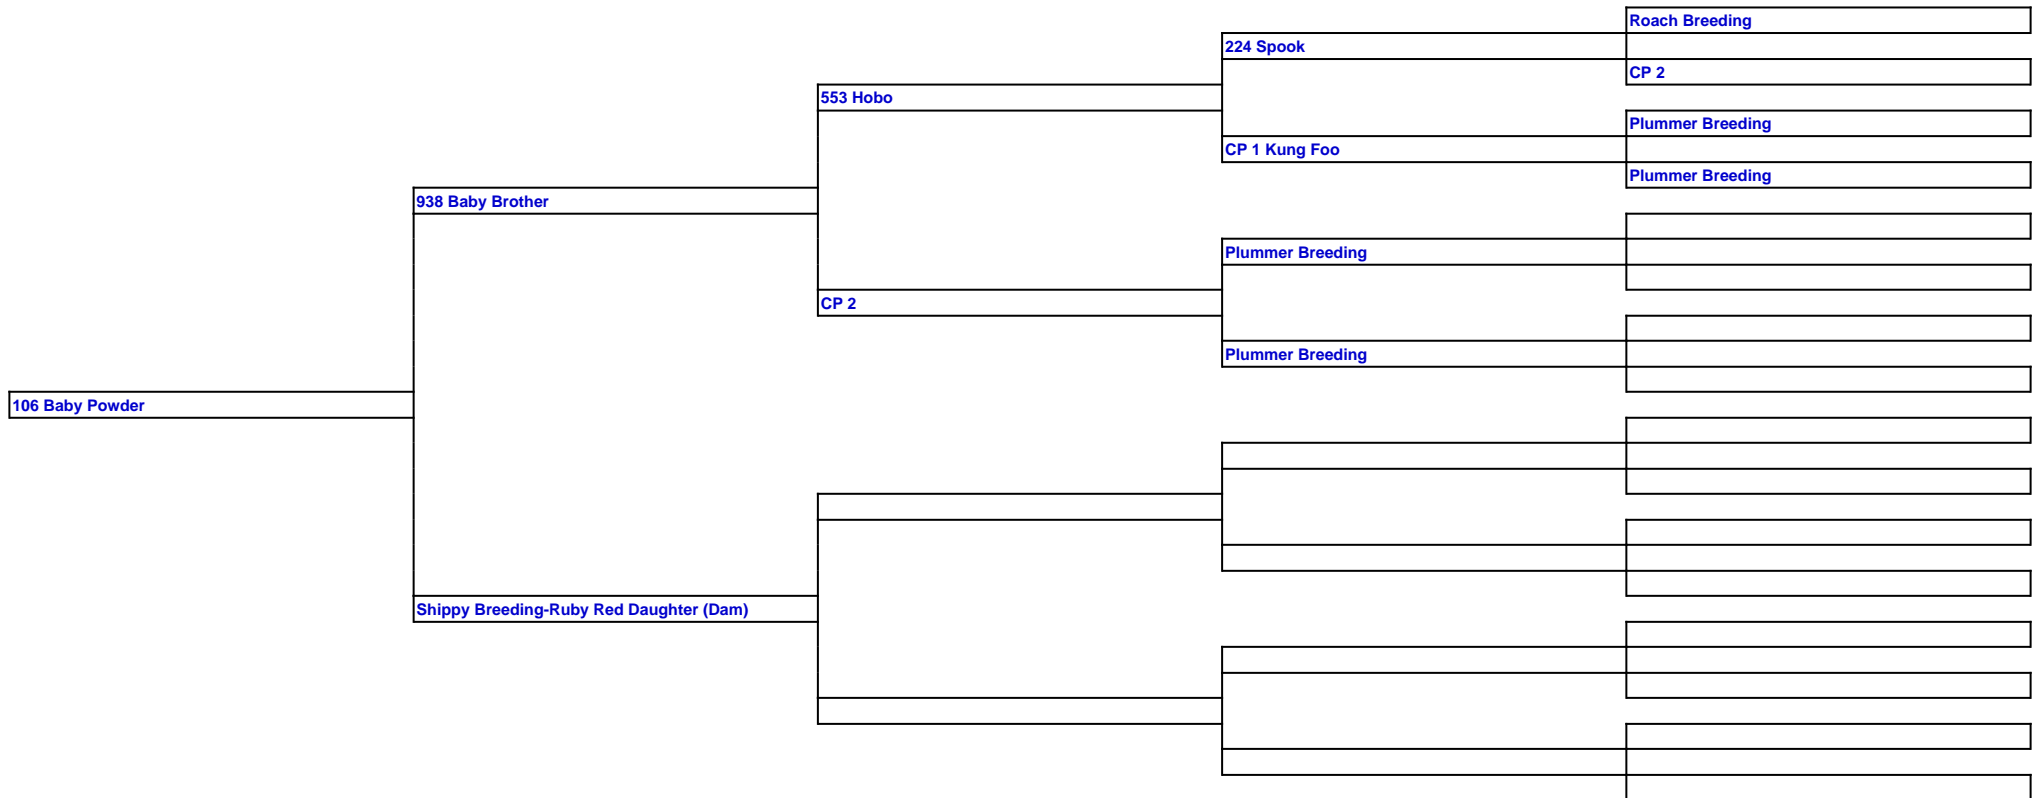 Roach Breeding
224 Spook
CP 2
553 Hobo
Plummer Breeding
CP 1 Kung Foo
Plummer Breeding
938 Baby Brother
Plummer Breeding
CP 2
Plummer Breeding
106 Baby Powder
Shippy Breeding-Ruby Red Daughter (Dam)